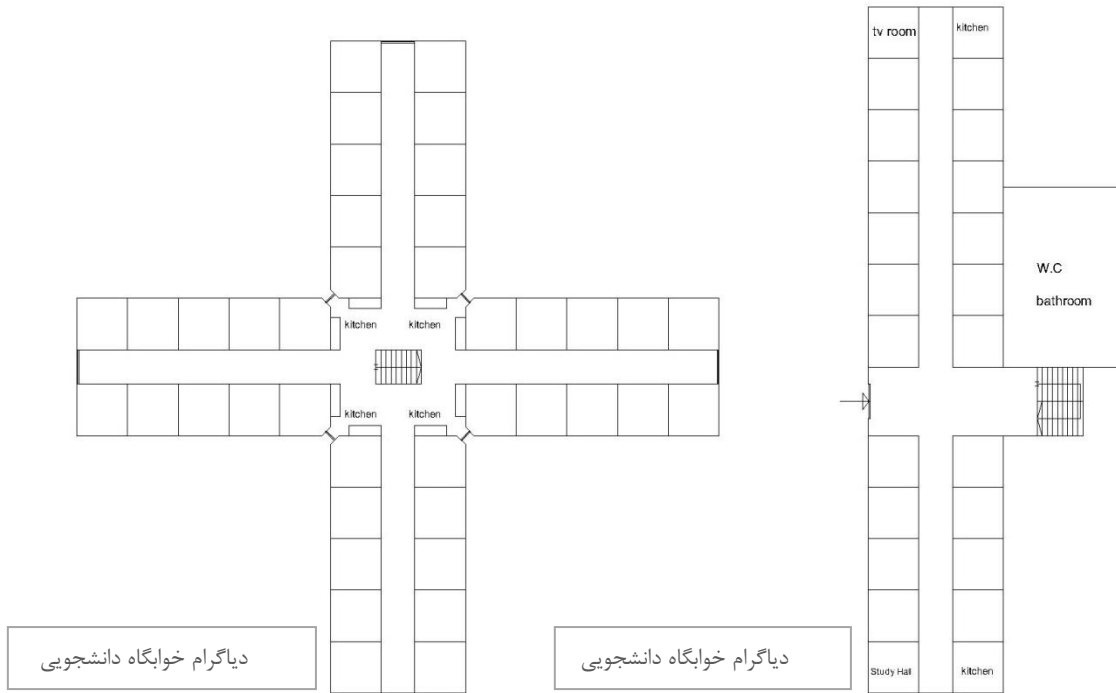 tv room
kitchen
W.C
bathroom
kitchen
kitchen
kitchen
kitchen
Study Hall
kitchen
دیاگرام خوابگاه دانشجویی
دیاگرام خوابگاه دانشجویی